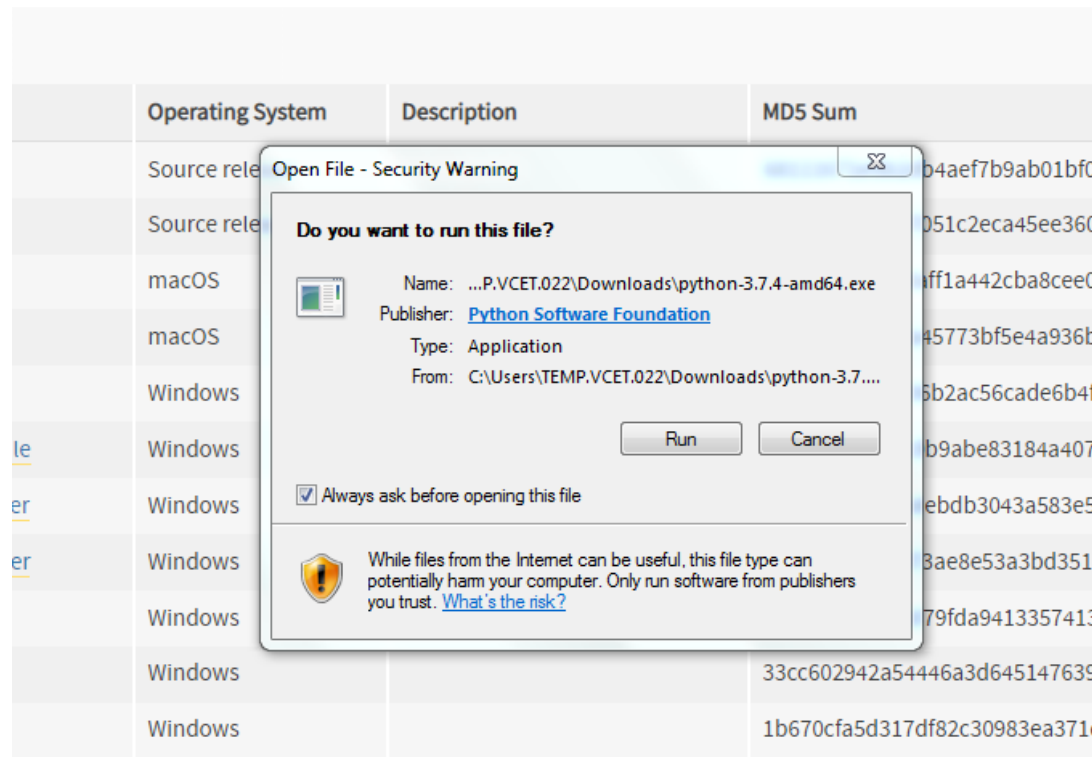 Operating System Description MD5 Sum
Source rele
Open File - Security Warning
b4aef7b9ab01bf0
Source rele
051c2eca45ee360
Do you want to run this file?
macOS
Name: ...P.VCET.022\Downloads\python-3.7.4-amd64.exe
aff1a442cba8cee0
Publisher: Python Software Foundation
macOS
Type: Application
45773bf5e4a936b
From: C:\Users\TEMP.VCET.022\Downloads\python-3.7....
Windows
6b2ac56cade6b4f
Run Cancel
le Windows
b9abe83184a407
Always ask before opening this file
er Windows
ebdb3043a583e5
er Windows
3ae8e53a3bd351
While files from the Internet can be useful, this file type can
potentially harm your computer. Only run software from publishers
you trust. What's the risk?
Windows
79fda9413357413
Windows 33cc602942a54446a3d645147639
Windows 1b670cfa5d317df82c30983ea371